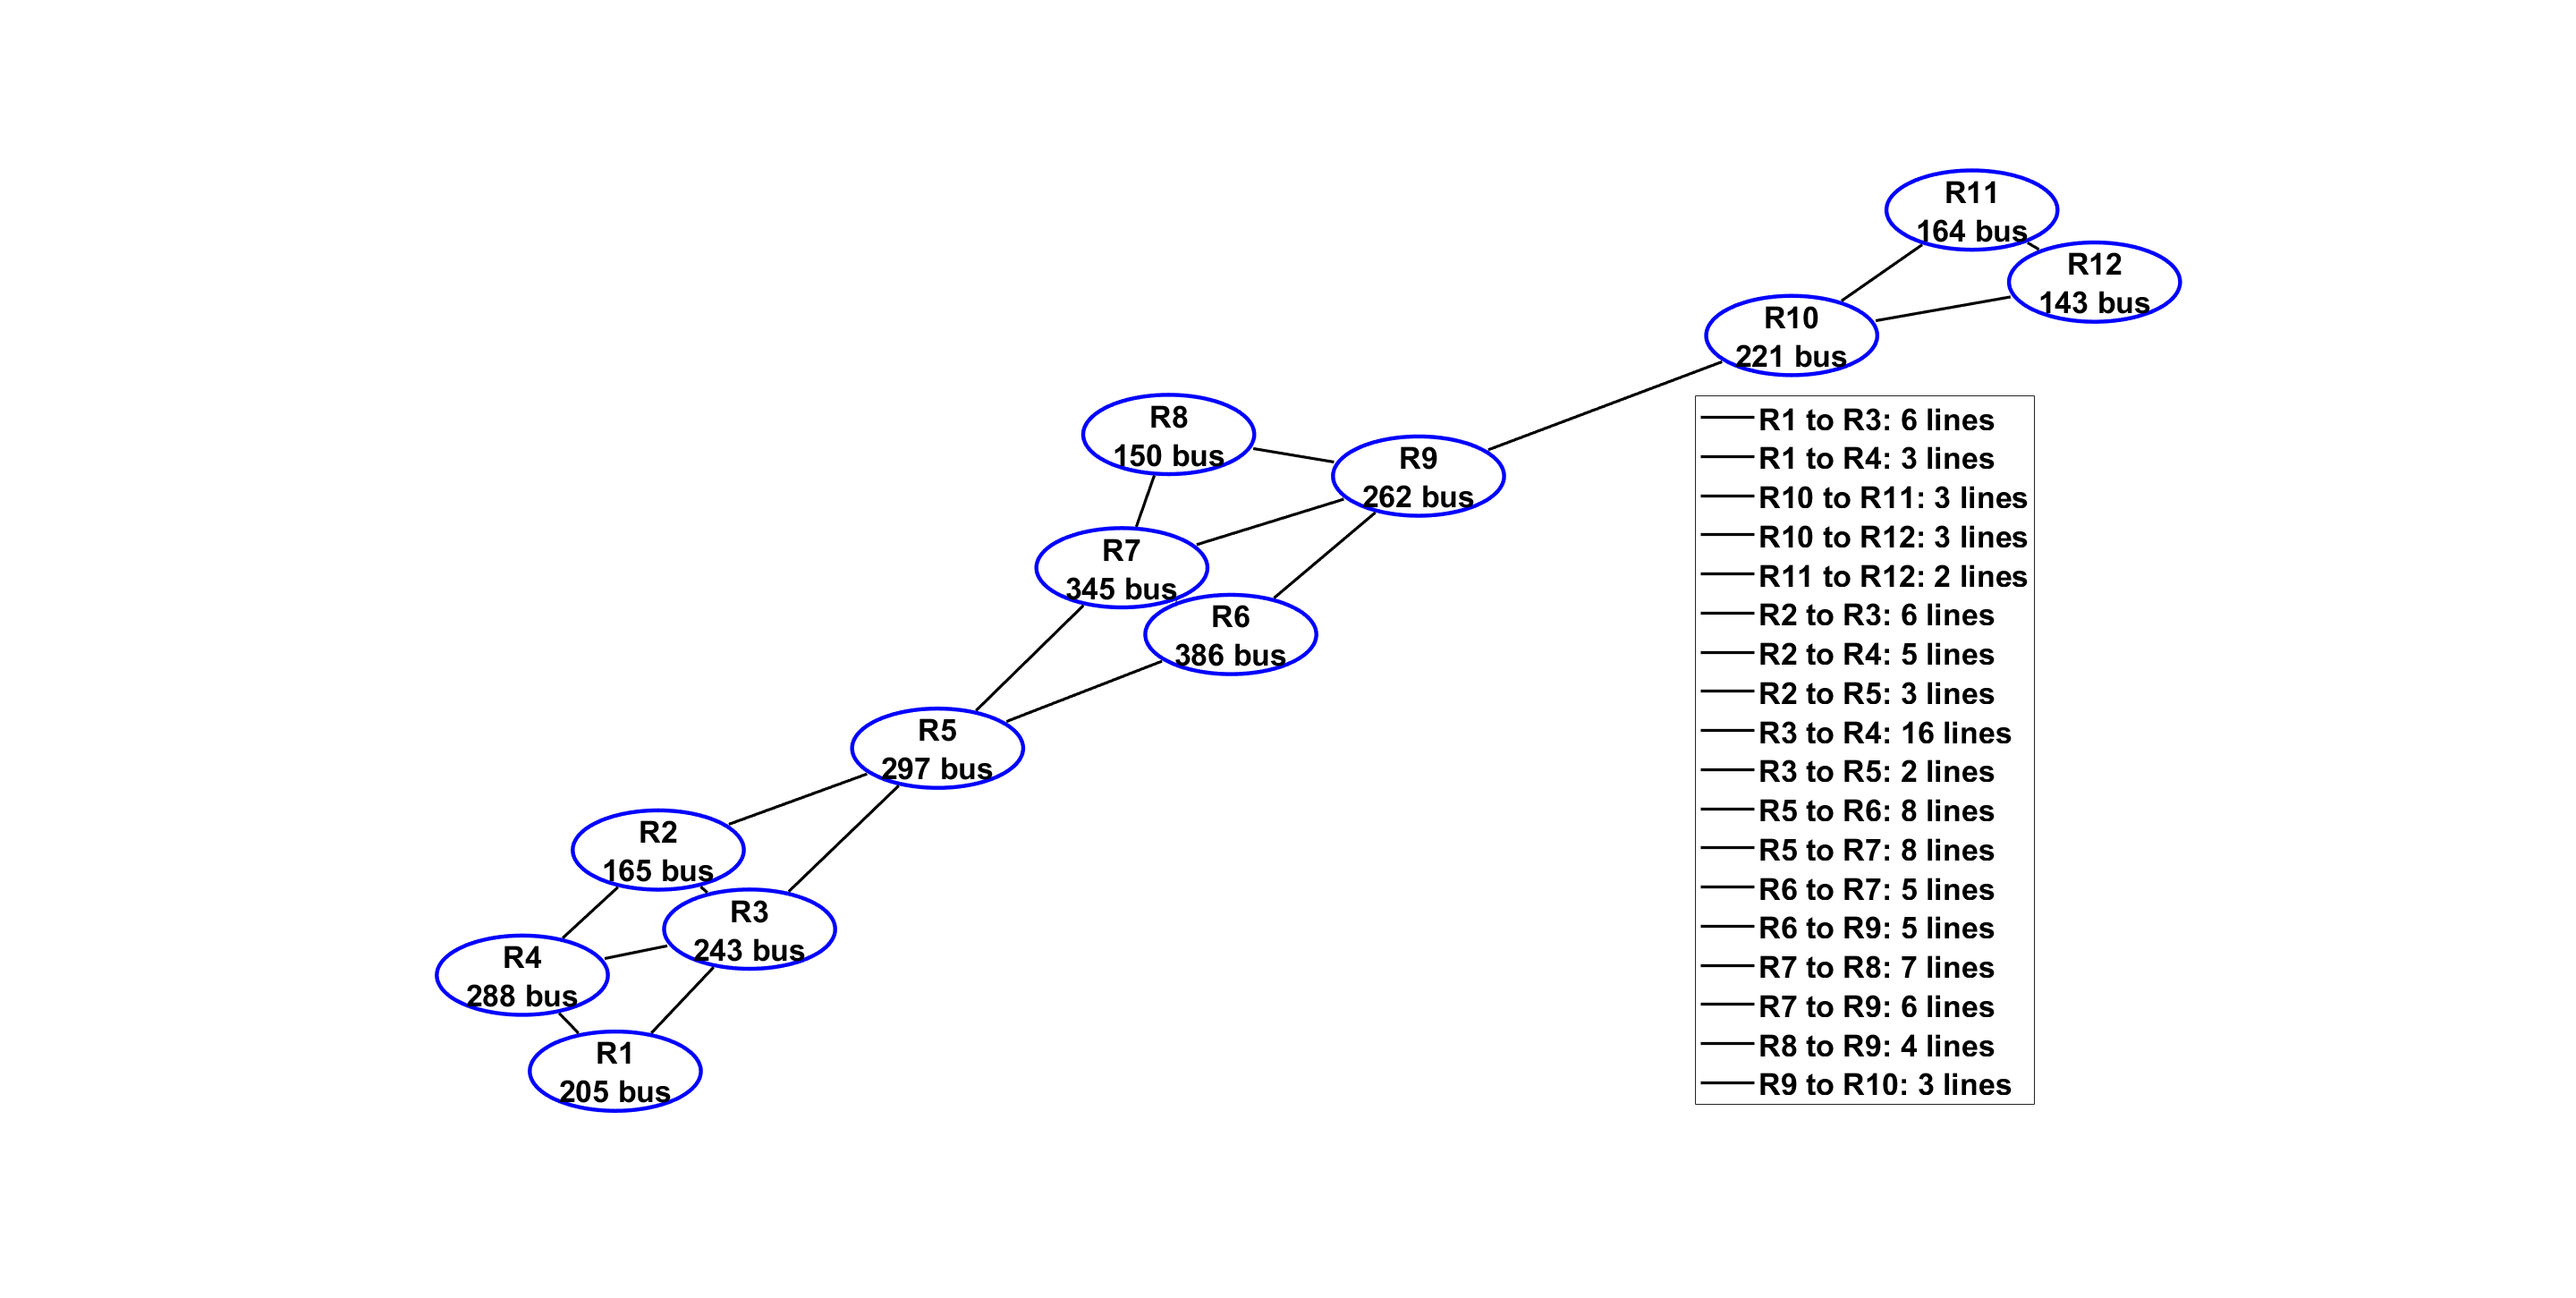 R11
164 bus
R12
143 bus
R10
221 bus
R8
150 bus
R9
262 bus
R7
345 bus
R6
386 bus
R5
297 bus
R2
165 bus
R3
243 bus
R4
288 bus
R1
205 bus
R1 to R3: 6 lines
R1 to R4: 3 lines
R10 to R11: 3 lines
R10 to R12: 3 lines
R11 to R12: 2 lines
R2 to R3: 6 lines
R2 to R4: 5 lines
R2 to R5: 3 lines
R3 to R4: 16 lines
R3 to R5: 2 lines
R5 to R6: 8 lines
R5 to R7: 8 lines
R6 to R7: 5 lines
R6 to R9: 5 lines
R7 to R8: 7 lines
R7 to R9: 6 lines
R8 to R9: 4 lines
R9 to R10: 3 lines